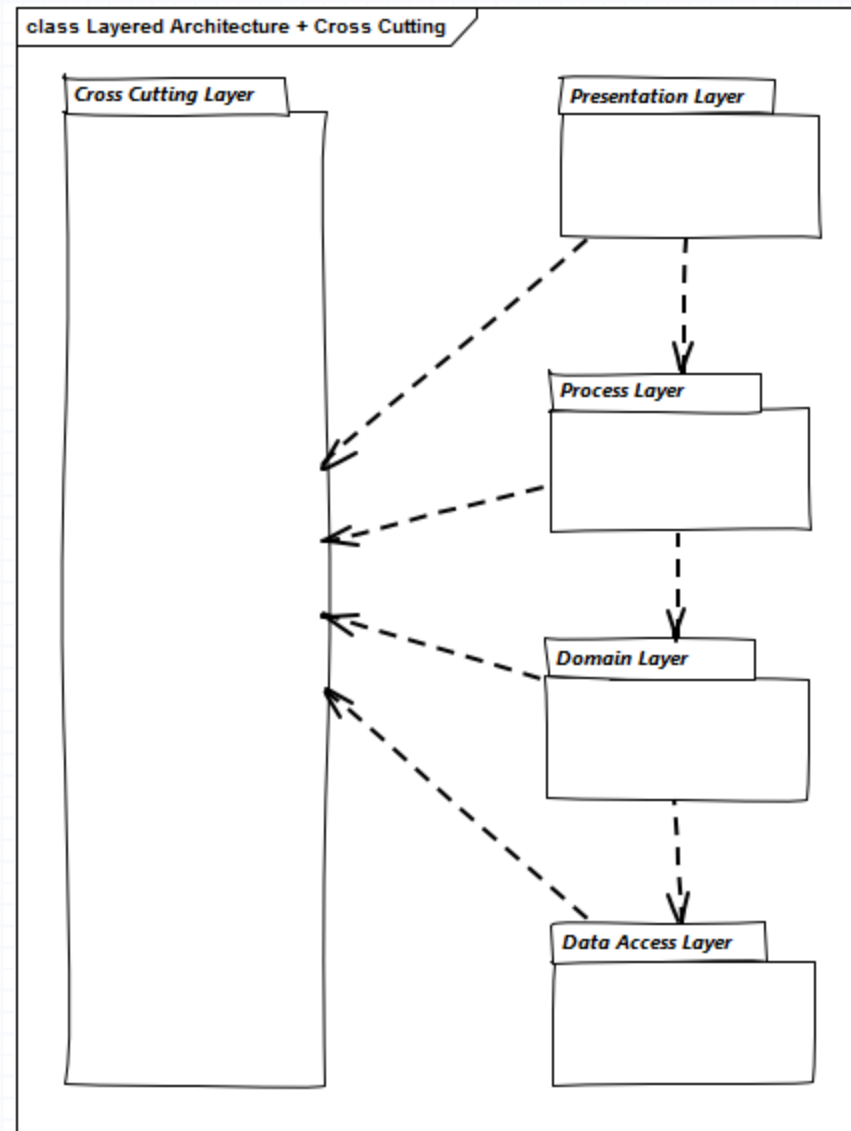 class Layered Architecture + Cross Cutting
Cross Cutting Layer
Presentation Layer
Process Layer
Domain Layer
Data Access Layer